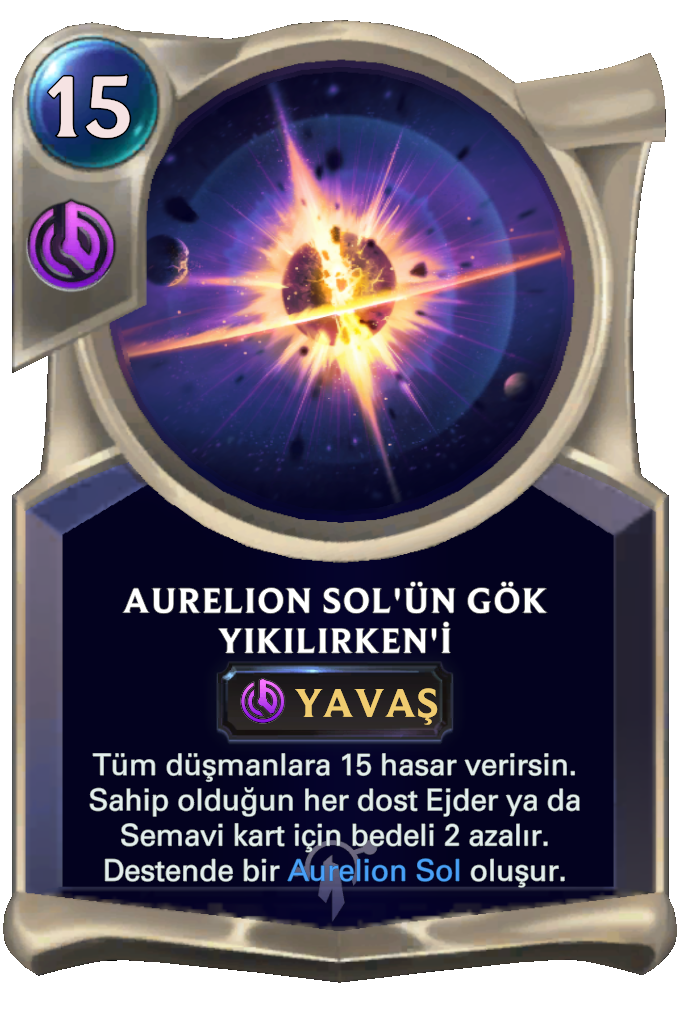 15
AURELION SOL'ÜN GÖK
YIKILIRKEN'İ
YAVAŞ
Tüm düşmanlara 15 hasar verirsin.
Sahip olduğun her dost Ejder ya da
Semavi kart için bedeli 2 azalır.
Destende bir Aurelion Sol oluşur.